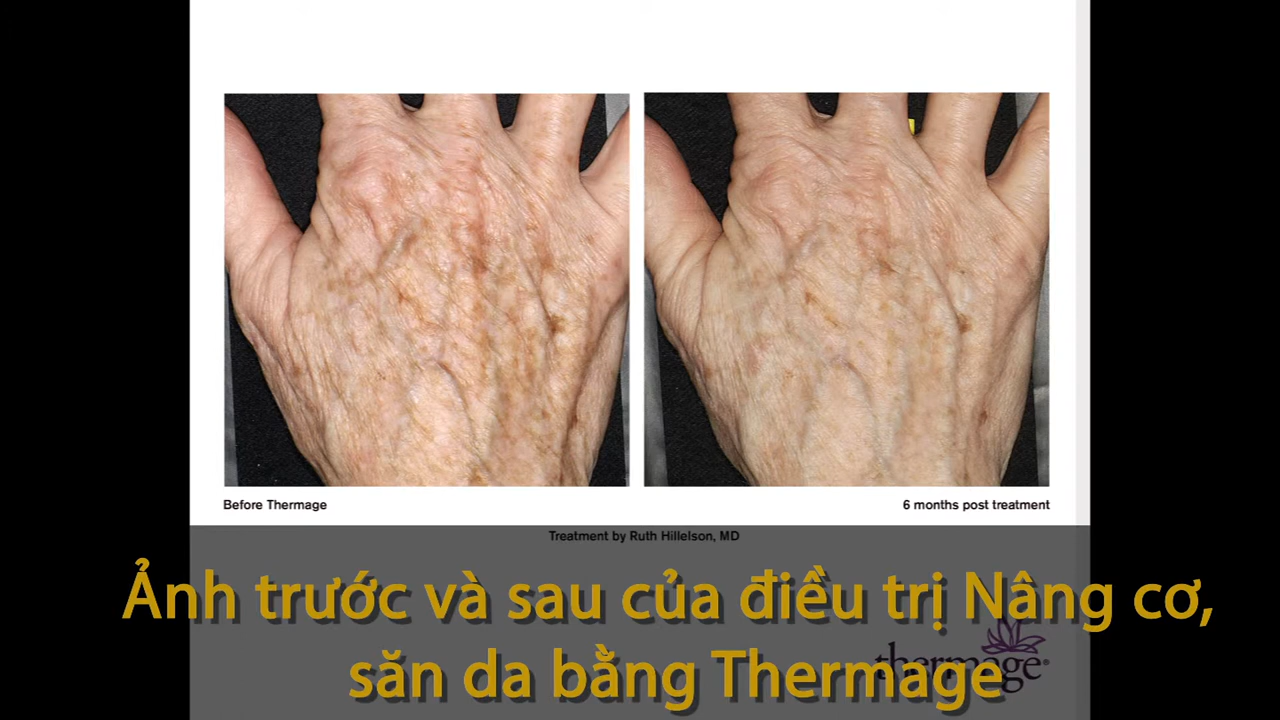 Before Thermage
6 months post treatment
Treatment by Ruth Hillelson, MD
Ảnh trước và sau của điều trị Nâng cơ,
săn da bằng Thermage
thermage®